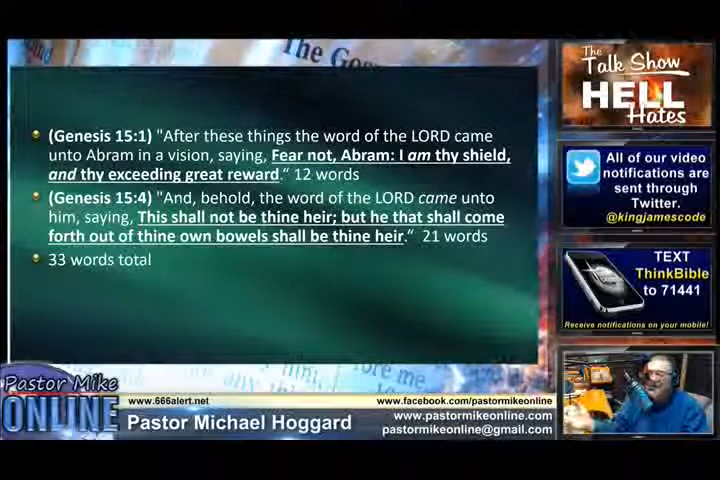 The Gos
(Genesis 15:1) "After these things the word of the LORD came
unto Abram in a vision, saying, Fear not, Abram: I am thy shield,
and thy exceeding great reward.“ 12 words
(Genesis 15:4) "And, behold, the word of the LORD came unto
him, saying, This shall not be thine heir; but he that shall come
forth out of thine own bowels shall be thine heir.“ 21 words
33 words total
The
Talk Show
HELL
Hates
All of our video
notifications are
sent through
Twitter.
@kingjamescode
TEXT
ThinkBible
to 71441
Receive notifications on your mobile!
Pastor Mike
ONLINE
www.666alert.net
www.facebook.com/pastormikeonline
Pastor Michael Hoggard
www.pastormikeonline.com
pastormikeonline@gmail.com